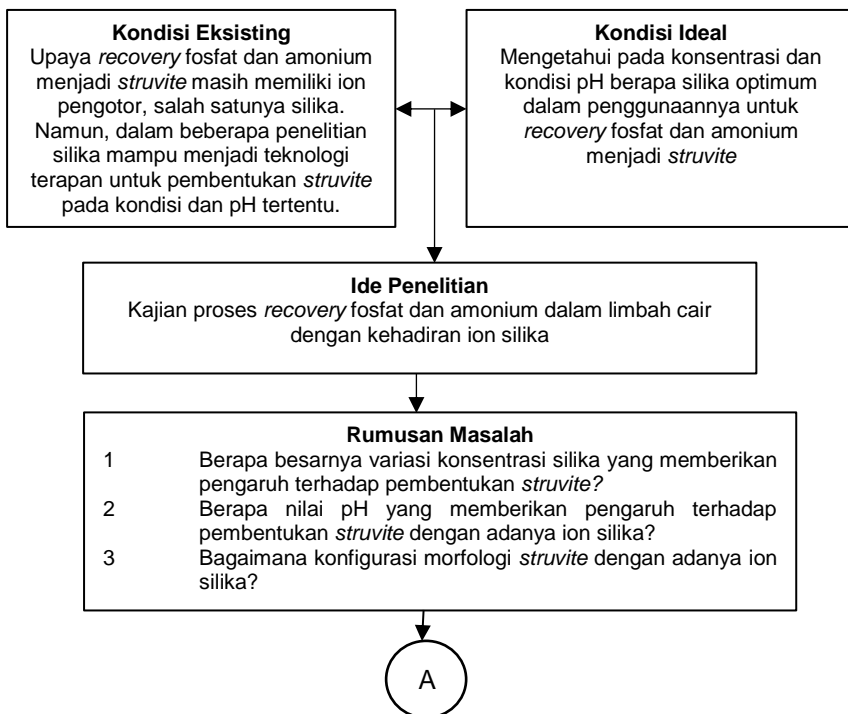 Kondisi Eksisting
Upaya recovery fosfat dan amonium
menjadi struvite masih memiliki ion
pengotor, salah satunya silika.
Namun, dalam beberapa penelitian
silika mampu menjadi teknologi
terapan untuk pembentukan struvite
pada kondisi dan pH tertentu.
Kondisi Ideal
Mengetahui pada konsentrasi dan
kondisi pH berapa silika optimum
dalam penggunaannya untuk
recovery fosfat dan amonium
menjadi struvite
Ide Penelitian
Kajian proses recovery fosfat dan amonium dalam limbah cair
dengan kehadiran ion silika
Rumusan Masalah
1 Berapa besarnya variasi konsentrasi silika yang memberikan
pengaruh terhadap pembentukan struvite?
2 Berapa nilai pH yang memberikan pengaruh terhadap
pembentukan struvite dengan adanya ion silika?
3 Bagaimana konfigurasi morfologi struvite dengan adanya ion
silika?
A